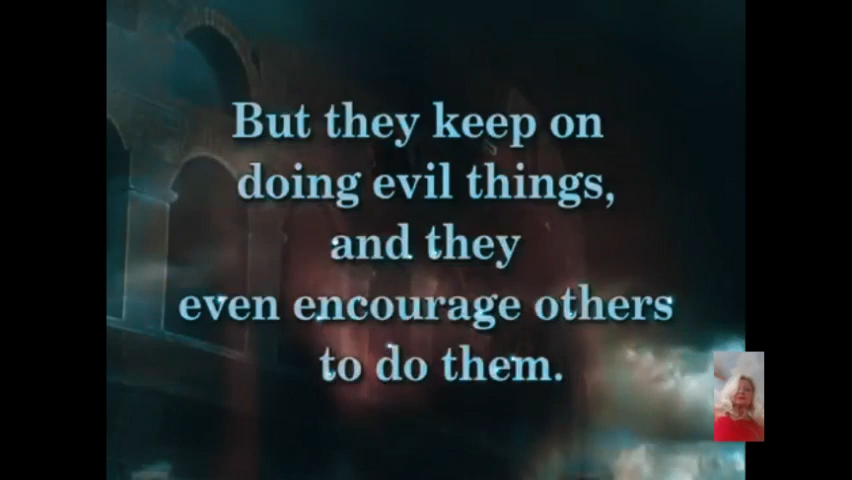 But they keep on
doing evil things,
and they
even encourage others
to do them.